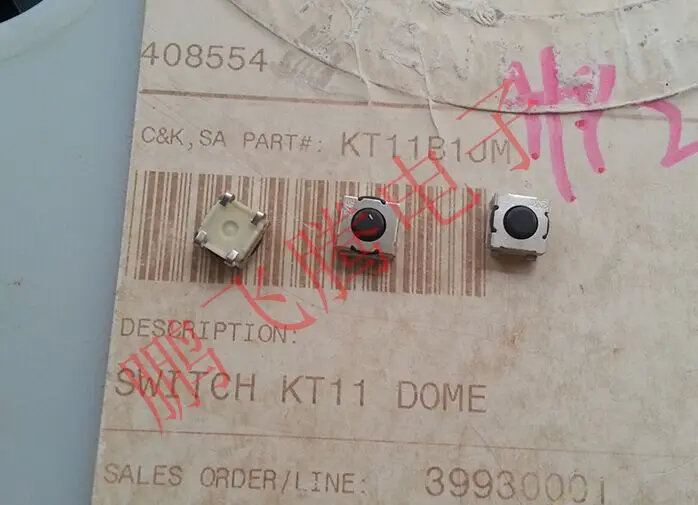 408554
C&K,SA PART#: KT11B1JM
DESCRIPTION:
SWITCH KT11 DOME
SALES ORDER/LINE: 39930001
鹏飞腾电子